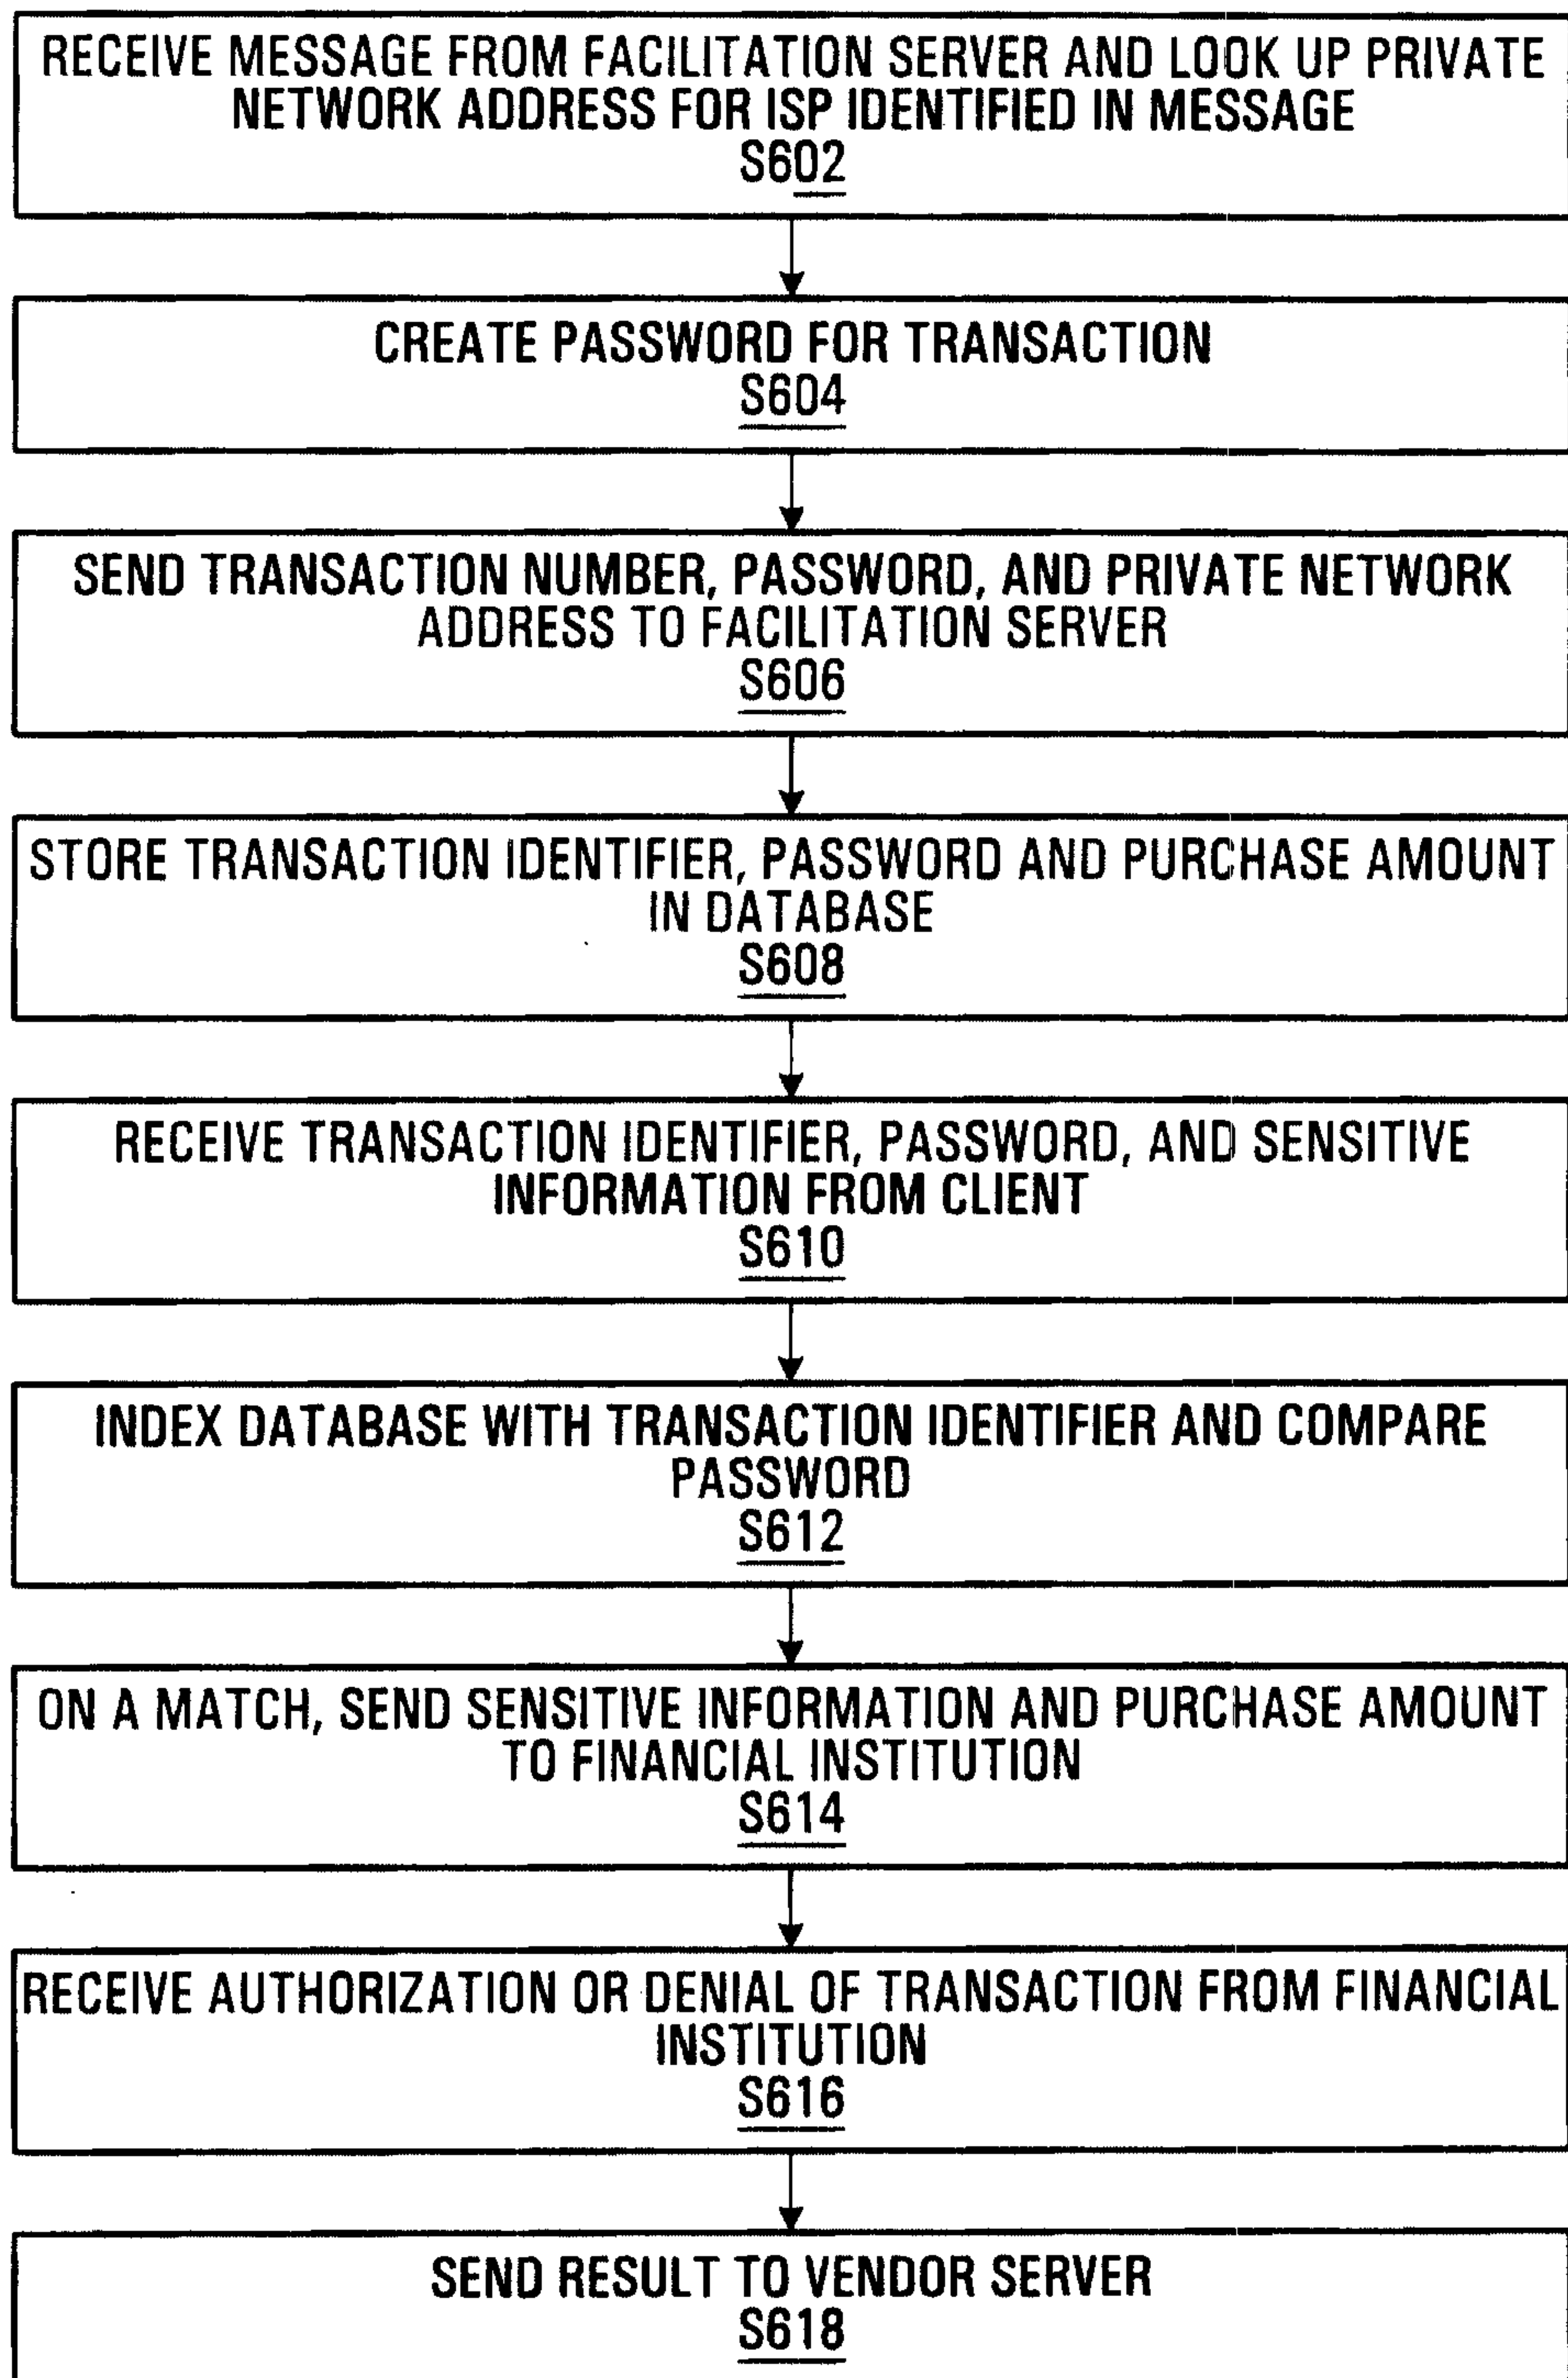 RECEIVE MESSAGE FROM FACILITATION SERVER AND LOOK UP PRIVATE
NETWORK ADDRESS FOR ISP IDENTIFIED IN MESSAGE
S602
CREATE PASSWORD FOR TRANSACTION
S604
SEND TRANSACTION NUMBER, PASSWORD, AND PRIVATE NETWORK
ADDRESS TO FACILITATION SERVER
S606
STORE TRANSACTION IDENTIFIER, PASSWORD AND PURCHASE AMOUNT
IN DATABASE
S608
RECEIVE TRANSACTION IDENTIFIER, PASSWORD, AND SENSITIVE
INFORMATION FROM CLIENT
S610
INDEX DATABASE WITH TRANSACTION IDENTIFIER AND COMPARE
PASSWORD
S612
ON A MATCH, SEND SENSITIVE INFORMATION AND PURCHASE AMOUNT
TO FINANCIAL INSTITUTION
S614
RECEIVE AUTHORIZATION OR DENIAL OF TRANSACTION FROM FINANCIAL
INSTITUTION
S616
SEND RESULT TO VENDOR SERVER
S618